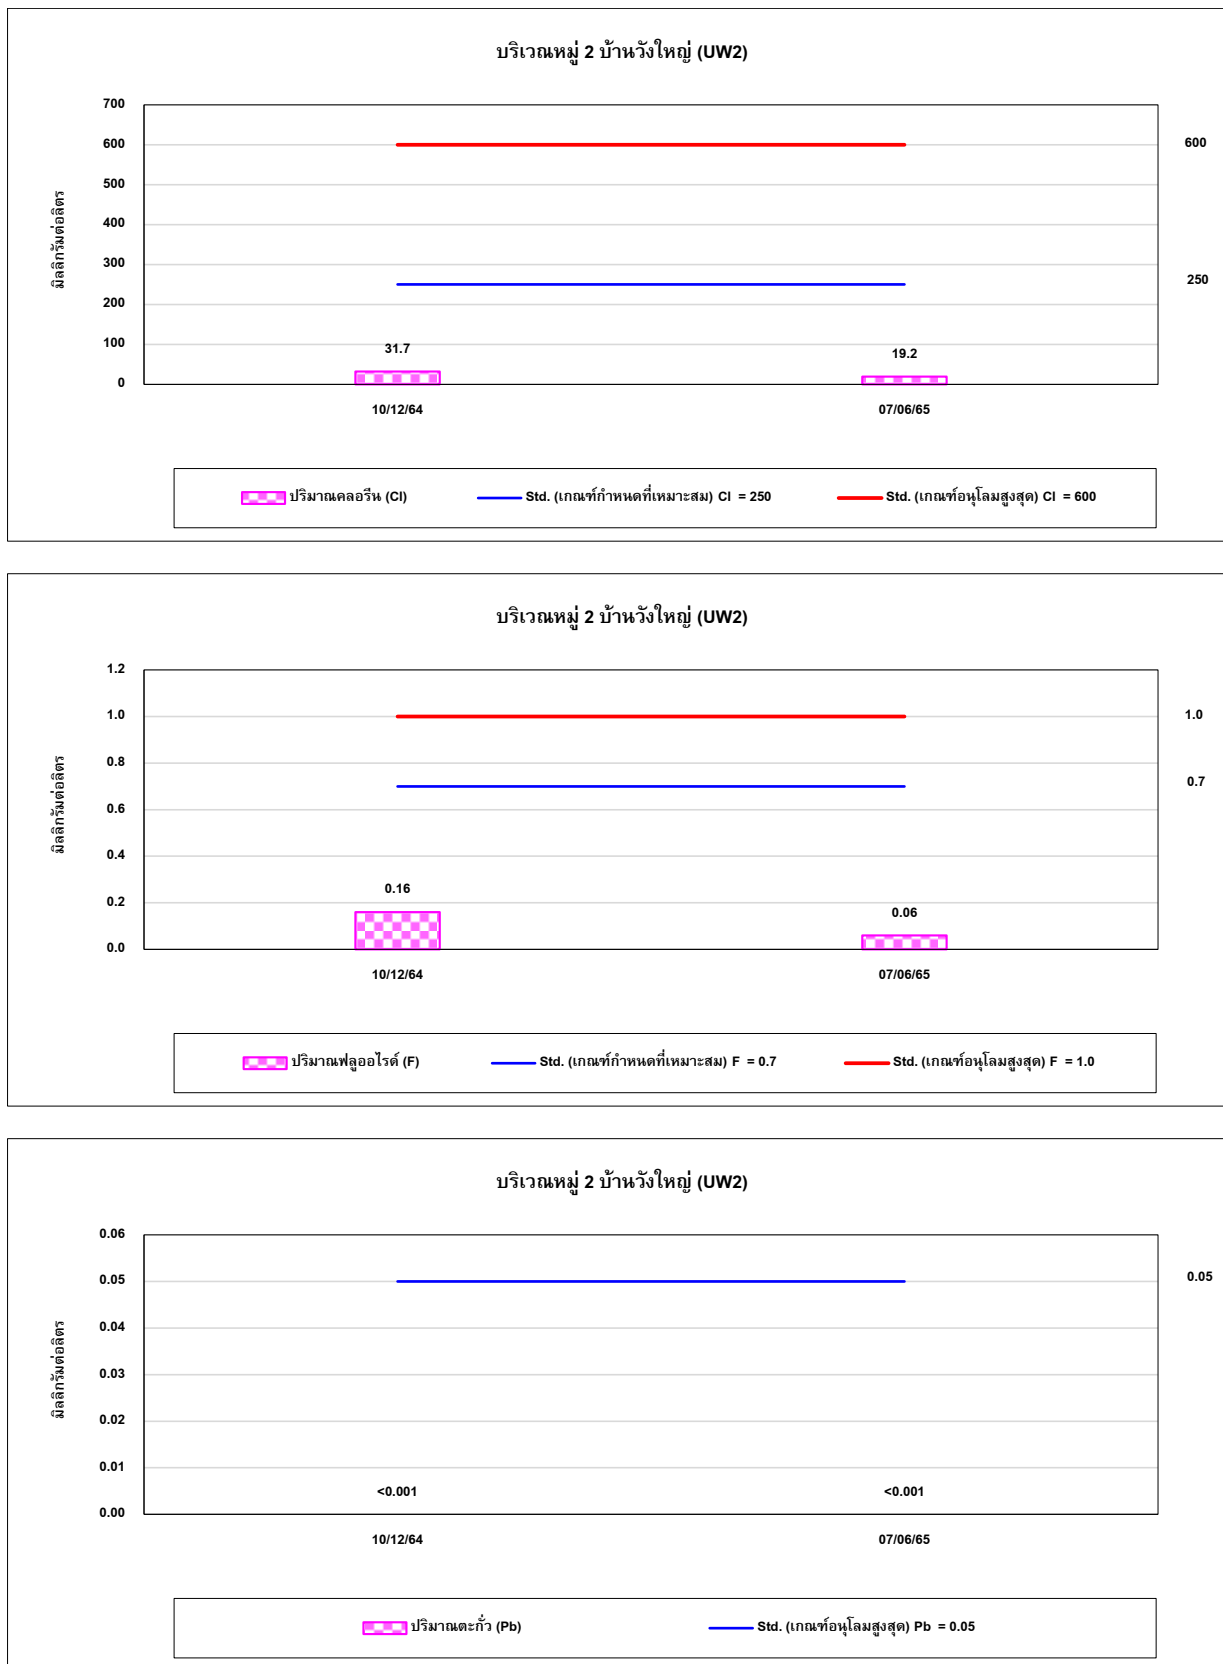 บริเวณหมู่ 2 บ้านวังใหญ่ (UW2)
มิลลิกรัมต่อลิตร
700
600
500
400
300
200
100
0
600
250
31.7
19.2
10/12/64
07/06/65
ปริมาณคลอรีน (Cl)
Std. (เกณฑ์กำหนดที่เหมาะสม) Cl = 250
Std. (เกณฑ์อนุโลมสูงสุด) Cl = 600
บริเวณหมู่ 2 บ้านวังใหญ่ (UW2)
มิลลิกรัมต่อลิตร
1.2
1.0
0.8
0.6
0.4
0.2
0.0
1.0
0.7
0.16
0.06
10/12/64
07/06/65
ปริมาณฟลูออไรด์ (F)
Std. (เกณฑ์กำหนดที่เหมาะสม) F = 0.7
Std. (เกณฑ์อนุโลมสูงสุด) F = 1.0
บริเวณหมู่ 2 บ้านวังใหญ่ (UW2)
มิลลิกรัมต่อลิตร
0.06
0.05
0.04
0.03
0.02
0.01
0.00
0.05
<0.001
<0.001
10/12/64
07/06/65
ปริมาณตะกั่ว (Pb)
Std. (เกณฑ์อนุโลมสูงสุด) Pb = 0.05